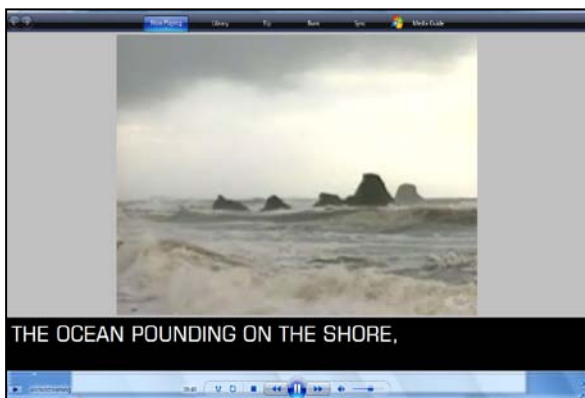 Now Playing Library Rip Burn Sync Media Guide
THE OCEAN POUNDING ON THE SHORE,